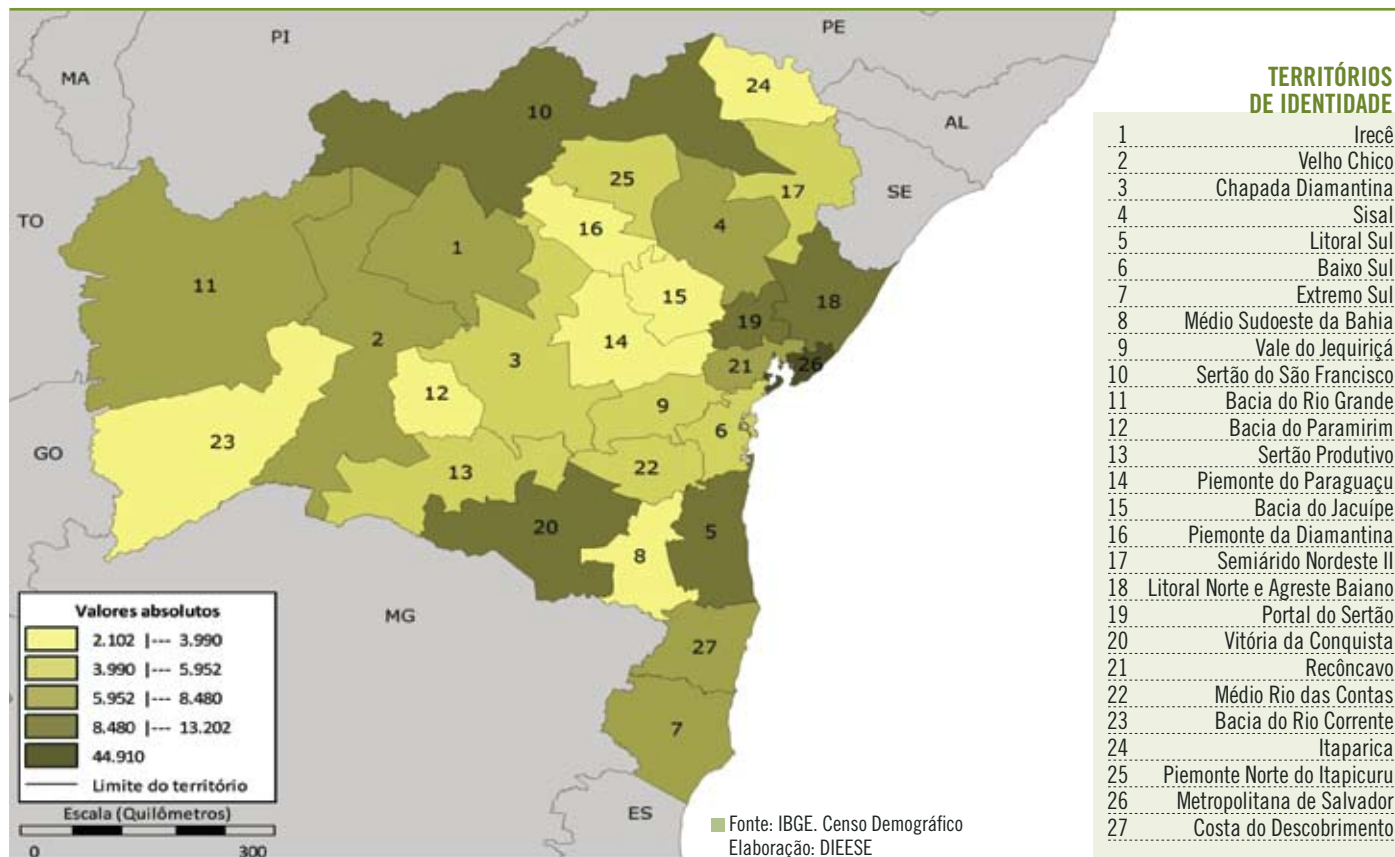 PI
PE
MA
24
10
AL
25
17
SE
TO
16
4
1
11
15
18
19
14
2
3
21
26
12
9
6
23
GO
13
22
20
5
8
MG
27
7
ES
Valores absolutos
2.102 |--- 3.990
3.990 |--- 5.952
5.952 |--- 8.480
8.480 |--- 13.202
44.910
Limite do território
Escala (Quilômetros)
0 300
Fonte: IBGE. Censo Demográfico
Elaboração: DIEESE
TERRITÓRIOS
DE IDENTIDADE
1 Irecê
2 Velho Chico
3 Chapada Diamantina
4 Sisal
5 Litoral Sul
6 Baixo Sul
7 Extremo Sul
8 Médio Sudoeste da Bahia
9 Vale do Jequiriçá
10 Sertão do São Francisco
11 Bacia do Rio Grande
12 Bacia do Paramirim
13 Sertão Produtivo
14 Piemonte do Paraguaçu
15 Bacia do Jacuípe
16 Piemonte da Diamantina
17 Semiárido Nordeste II
18 Litoral Norte e Agreste Baiano
19 Portal do Sertão
20 Vitória da Conquista
21 Recôncavo
22 Médio Rio das Contas
23 Bacia do Rio Corrente
24 Itaparica
25 Piemonte Norte do Itapicuru
26 Metropolitana de Salvador
27 Costa do Descobrimento